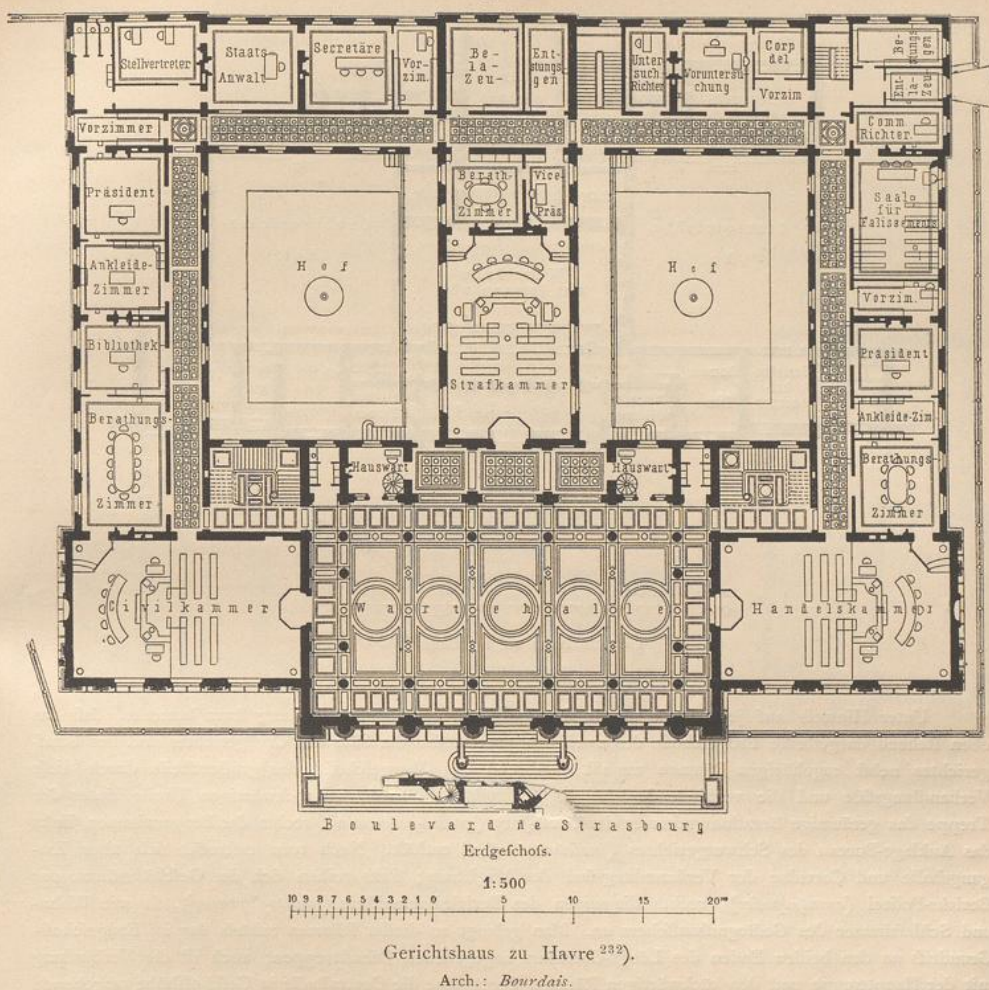 Stellvertreter
Staats
Anwalt
Secretäre
Vor-
zim.
Be-
la-
Zeu-
Ent-
stungs
gen
Unter
such
Richter
Voruntersu-
chung
Corp
del
Vorzim
Be-
stungs
gen
Ent-
la-
Zeu-
Vorzimmer
Comm.
Richter.
Präsident
Berath-
Zimmer
Vice-
Präs.
Saal
für
Falissements
Ankleide-
Zimmer
Hof
Hof
Vorzim.
Bibliothek
Strafkammer
Präsident
Ankleide-Zim.
Berathungs-
Zimmer
Hauswart
Hauswart
Berathungs-
Zimmer
Civilkammer
Wartehalle
Handelskammer
Boulevard de Strasbourg
Erdgeſchoſs.
1:500
10 9 8 7 6 5 4 3 2 1 0 5 10 15 20ᵐ
Gerichtshaus zu Havre ²³²).
Arch.: Bourdais.